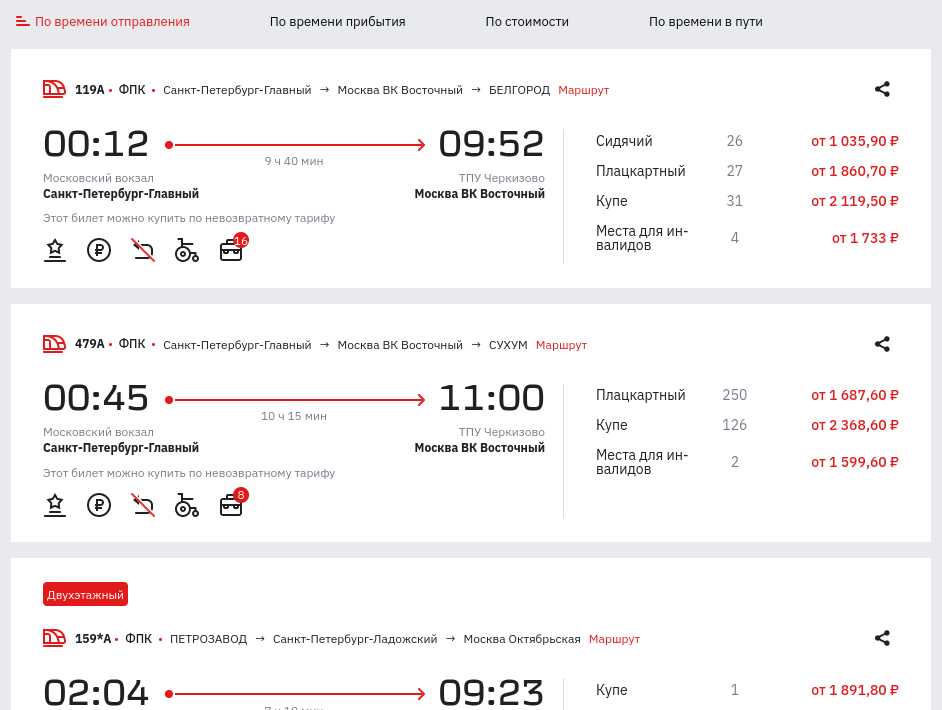 По времени отправления По времени прибытия По стоимости По времени в пути
119А • ФПК • Санкт-Петербург-Главный → Москва ВК Восточный → БЕЛГОРОД Маршрут
00:12 09:52
9 ч 40 мин
Московский вокзал ТПУ Черкизово
Санкт-Петербург-Главный Москва ВК Восточный
Этот билет можно купить по невозвратному тарифу
16
Сидячий 26 от 1 035,90 ₽
Плацкартный 27 от 1 860,70 ₽
Купе 31 от 2 119,50 ₽
Места для ин-
валидов 4 от 1 733 ₽
479А • ФПК • Санкт-Петербург-Главный → Москва ВК Восточный → СУХУМ Маршрут
00:45 11:00
10 ч 15 мин
Московский вокзал ТПУ Черкизово
Санкт-Петербург-Главный Москва ВК Восточный
Этот билет можно купить по невозвратному тарифу
8
Плацкартный 250 от 1 687,60 ₽
Купе 126 от 2 368,60 ₽
Места для ин-
валидов 2 от 1 599,60 ₽
Двухэтажный
159*А • ФПК • ПЕТРОЗАВОД → Санкт-Петербург-Ладожский → Москва Октябрьская Маршрут
02:04 09:23
Купе 1 от 1 891,80 ₽